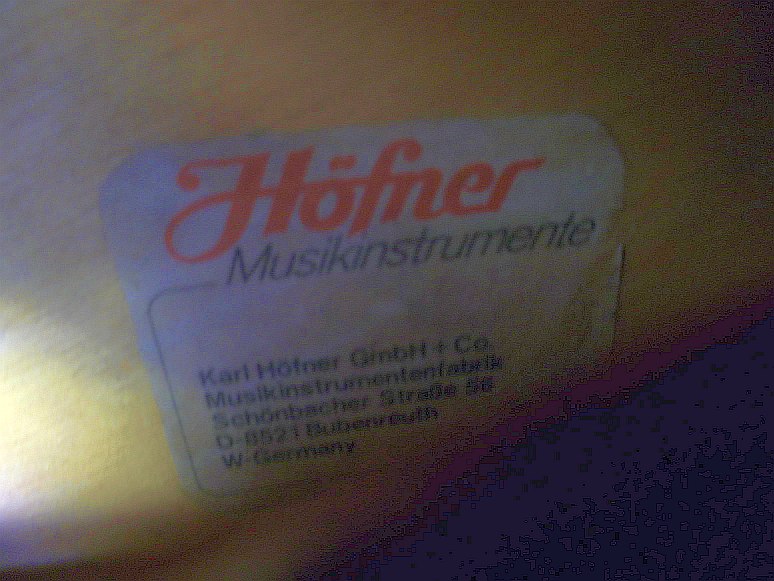 Höfner
Musikinstrumente
Karl Höfner GmbH + Co.
Musikinstrumentenfabrik
Schönbacher Straße 56
D-8521 Bubenreuth
W-Germany